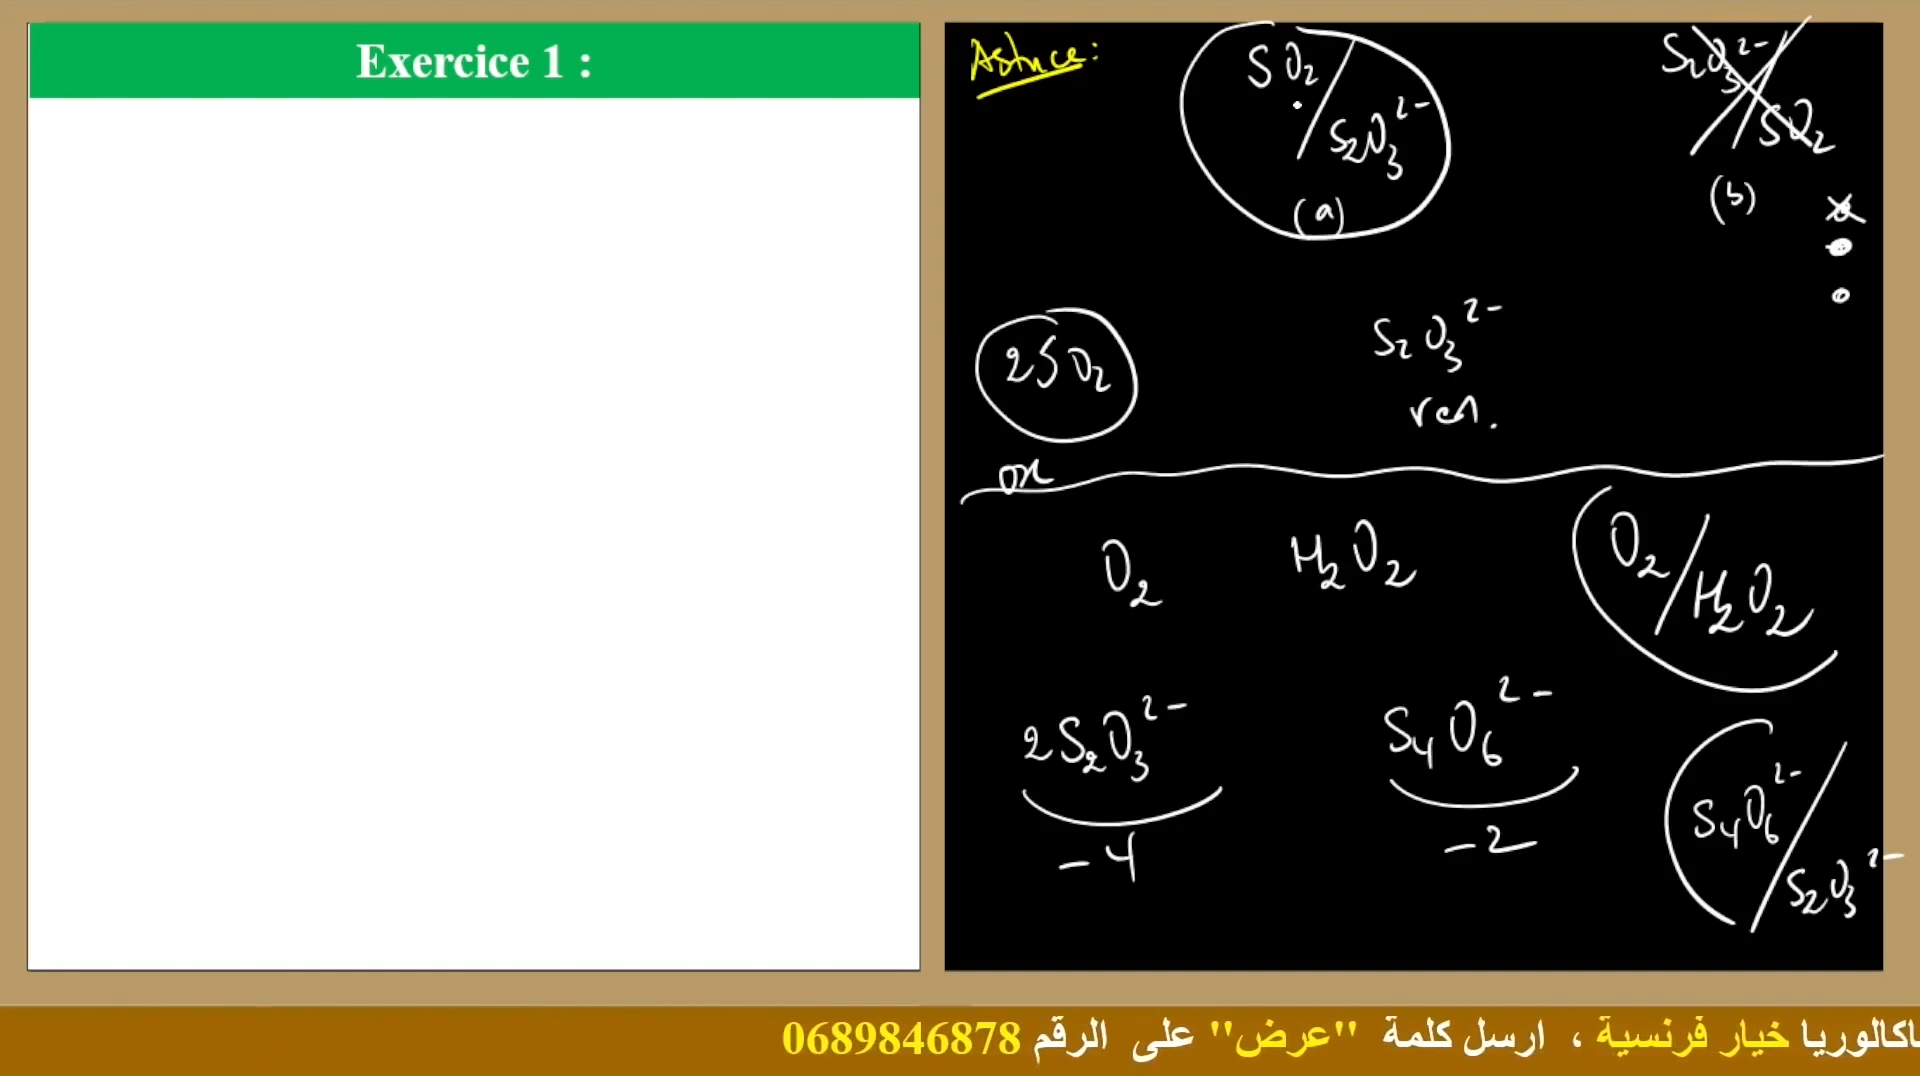 Exercice 1 :
Astuce :
SO₂/S₂O₃²⁻
(a)
S₂O₃²⁻/SO₂
(b)
2SO₂
ox
S₂O₃²⁻
red.
O₂
H₂O₂
O₂/H₂O₂
2S₂O₃²⁻
-4
S₄O₆²⁻
-2
S₄O₆²⁻/S₂O₃²⁻
باكالوريا خيار فرنسية ، ارسل كلمة "عرض" على الرقم 0689846878